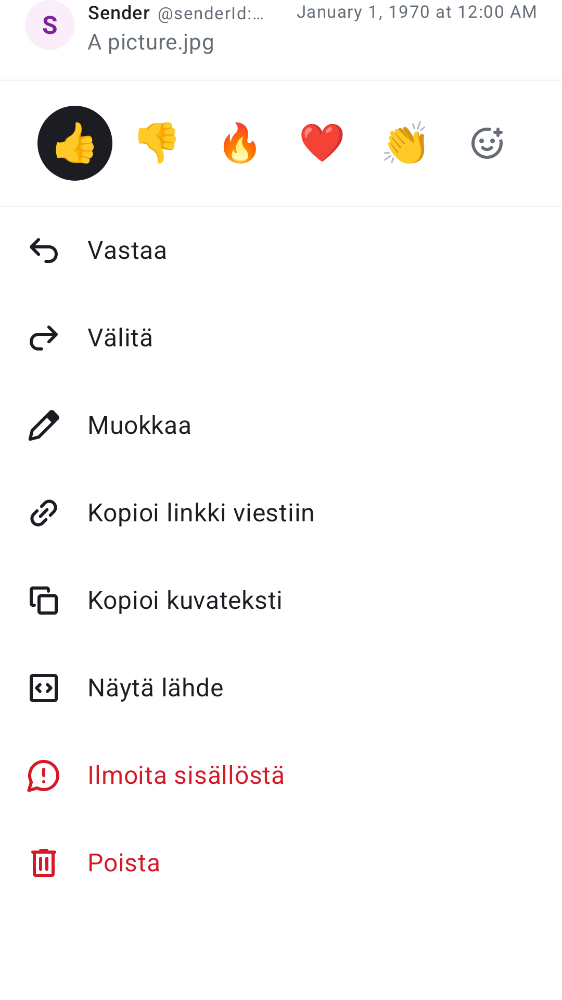 S
Sender @senderId:… January 1, 1970 at 12:00 AM
A picture.jpg
Vastaa
Välitä
Muokkaa
Kopioi linkki viestiin
Kopioi kuvateksti
Näytä lähde
Ilmoita sisällöstä
Poista